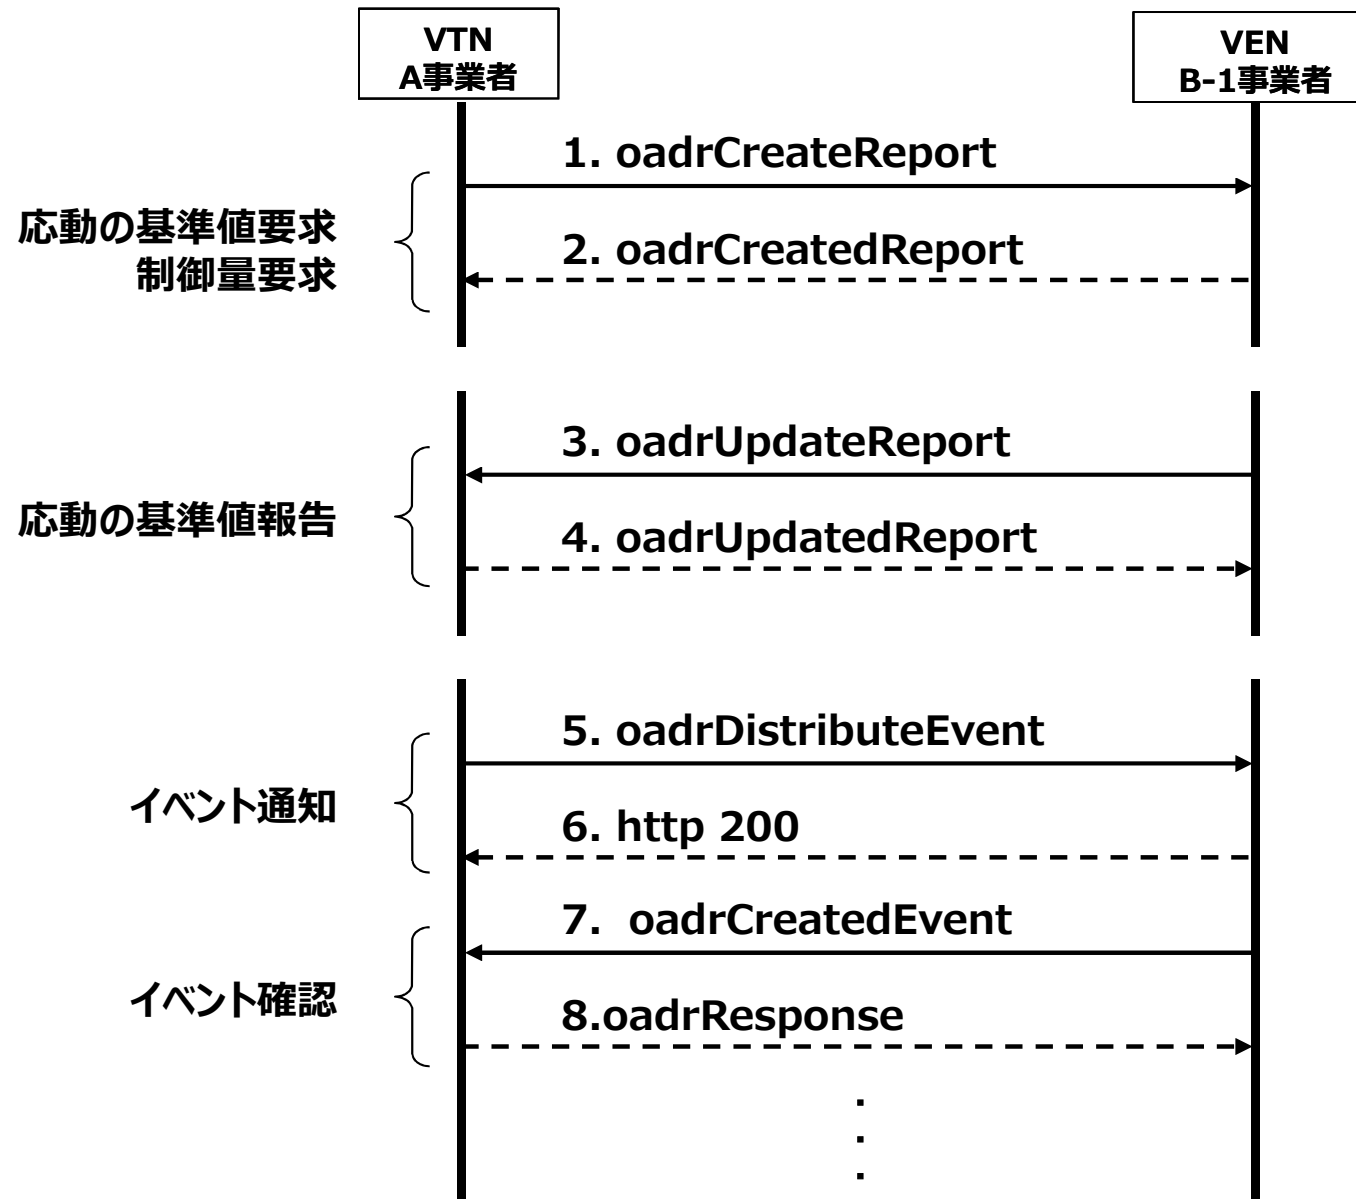 VTN
A事業者
VEN
B-1事業者
1. oadrCreateReport
応動の基準値要求
制御量要求
2. oadrCreatedReport
3. oadrUpdateReport
応動の基準値報告
4. oadrUpdatedReport
5. oadrDistributeEvent
イベント通知
6. http 200
7. oadrCreatedEvent
イベント確認
8.oadrResponse
.
.
.